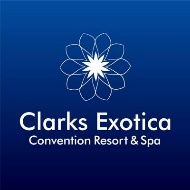 Clarks Exotica
Convention Resort & Spa